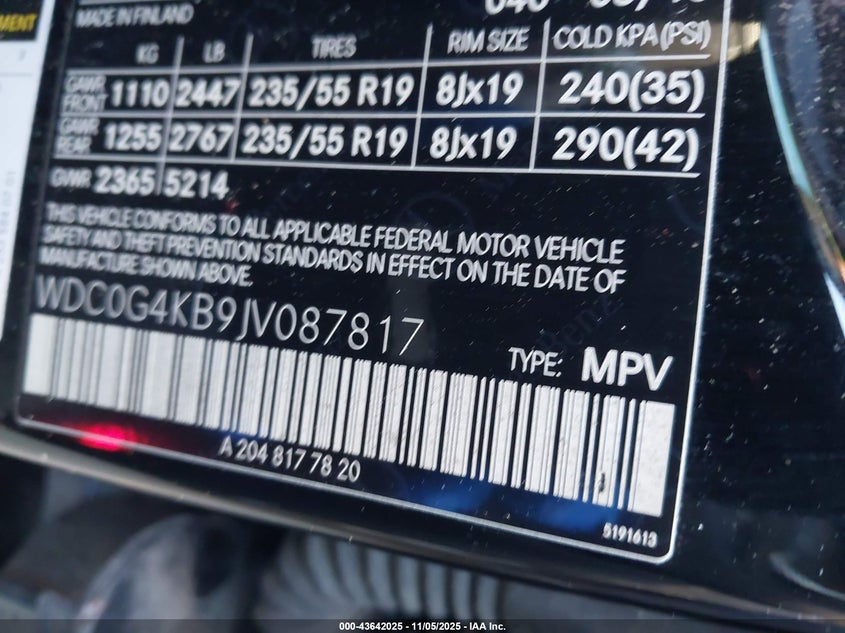 MADE IN FINLAND
KG LB TIRES RIM SIZE COLD KPA(PSI)
GAWR FRONT 1110 2447 235/55 R19 8Jx19 240(35)
GAWR REAR 1255 2767 235/55 R19 8Jx19 290(42)
GVWR 2365 5214
THIS VEHICLE CONFORMS TO ALL APPLICABLE FEDERAL MOTOR VEHICLE
SAFETY AND THEFT PREVENTION STANDARDS IN EFFECT ON THE DATE OF
MANUFACTURE SHOWN ABOVE.
WDC0G4KB9JV087817
TYPE: MPV
A 204 817 78 20
5191613
000-43642025 - 11/05/2025 - IAA Inc.